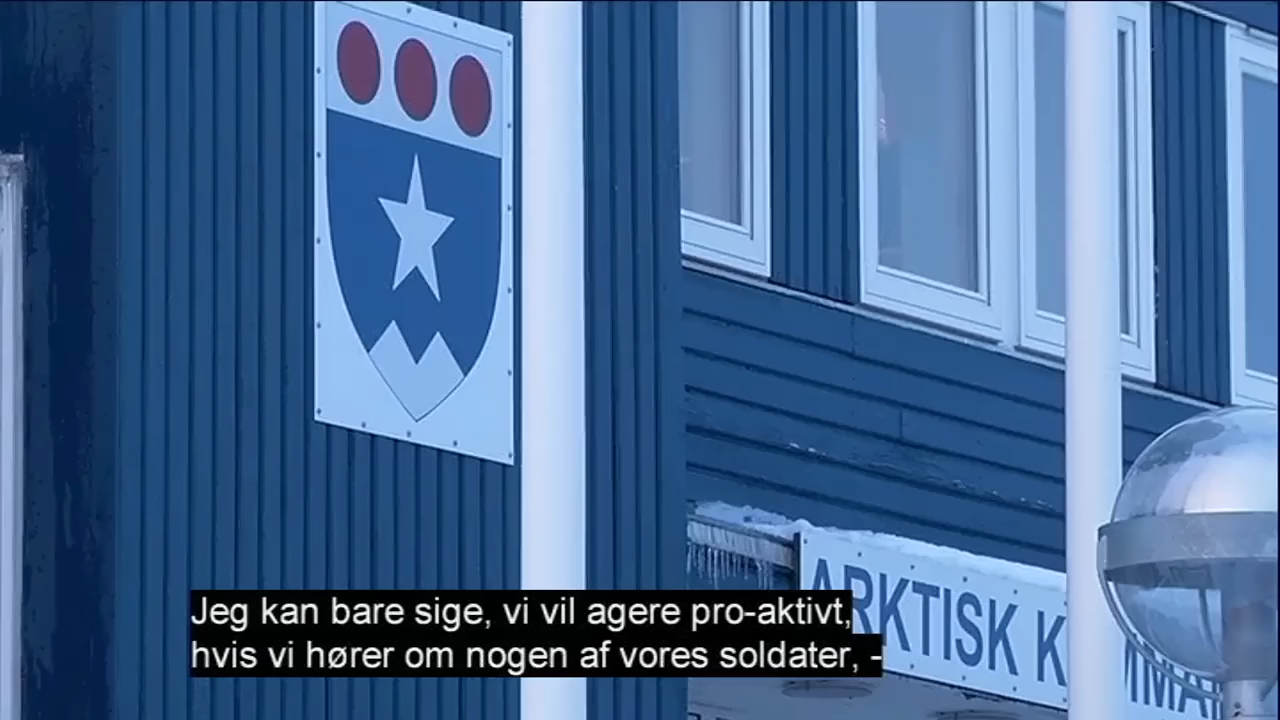 ARKTISK K
Jeg kan bare sige, vi vil agere pro-aktivt,
hvis vi hører om nogen af vores soldater, -